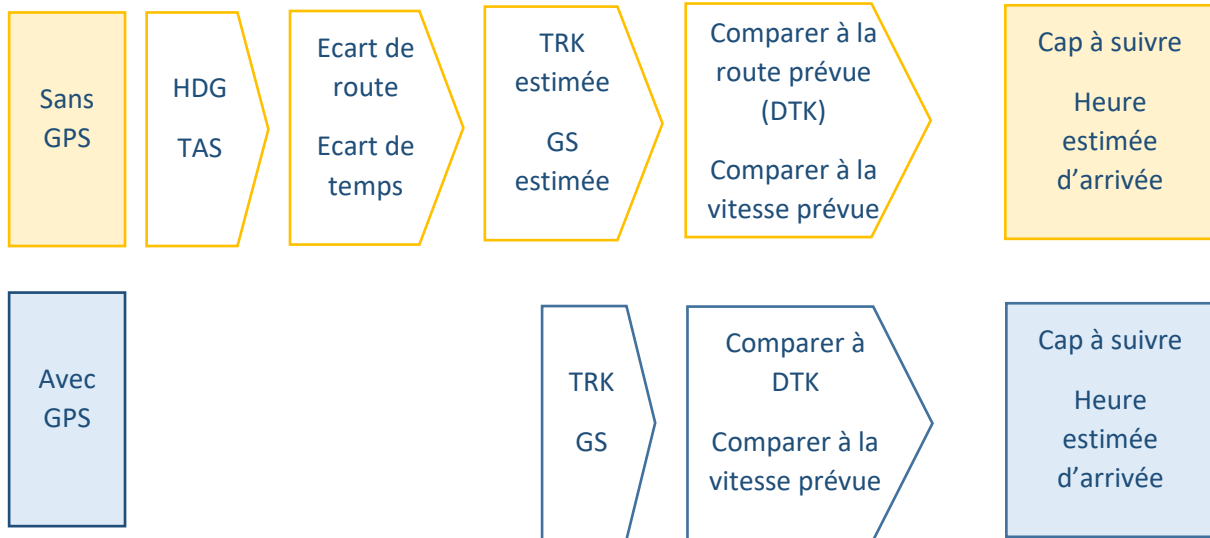 Sans
GPS
HDG
TAS
Ecart de
route
Ecart de
temps
TRK
estimée
GS
estimée
Comparer à la
route prévue
(DTK)
Comparer à la
vitesse prévue
Cap à suivre
Heure
estimée
d’arrivée
Avec
GPS
TRK
GS
Comparer à
DTK
Comparer à la
vitesse prévue
Cap à suivre
Heure
estimée
d’arrivée